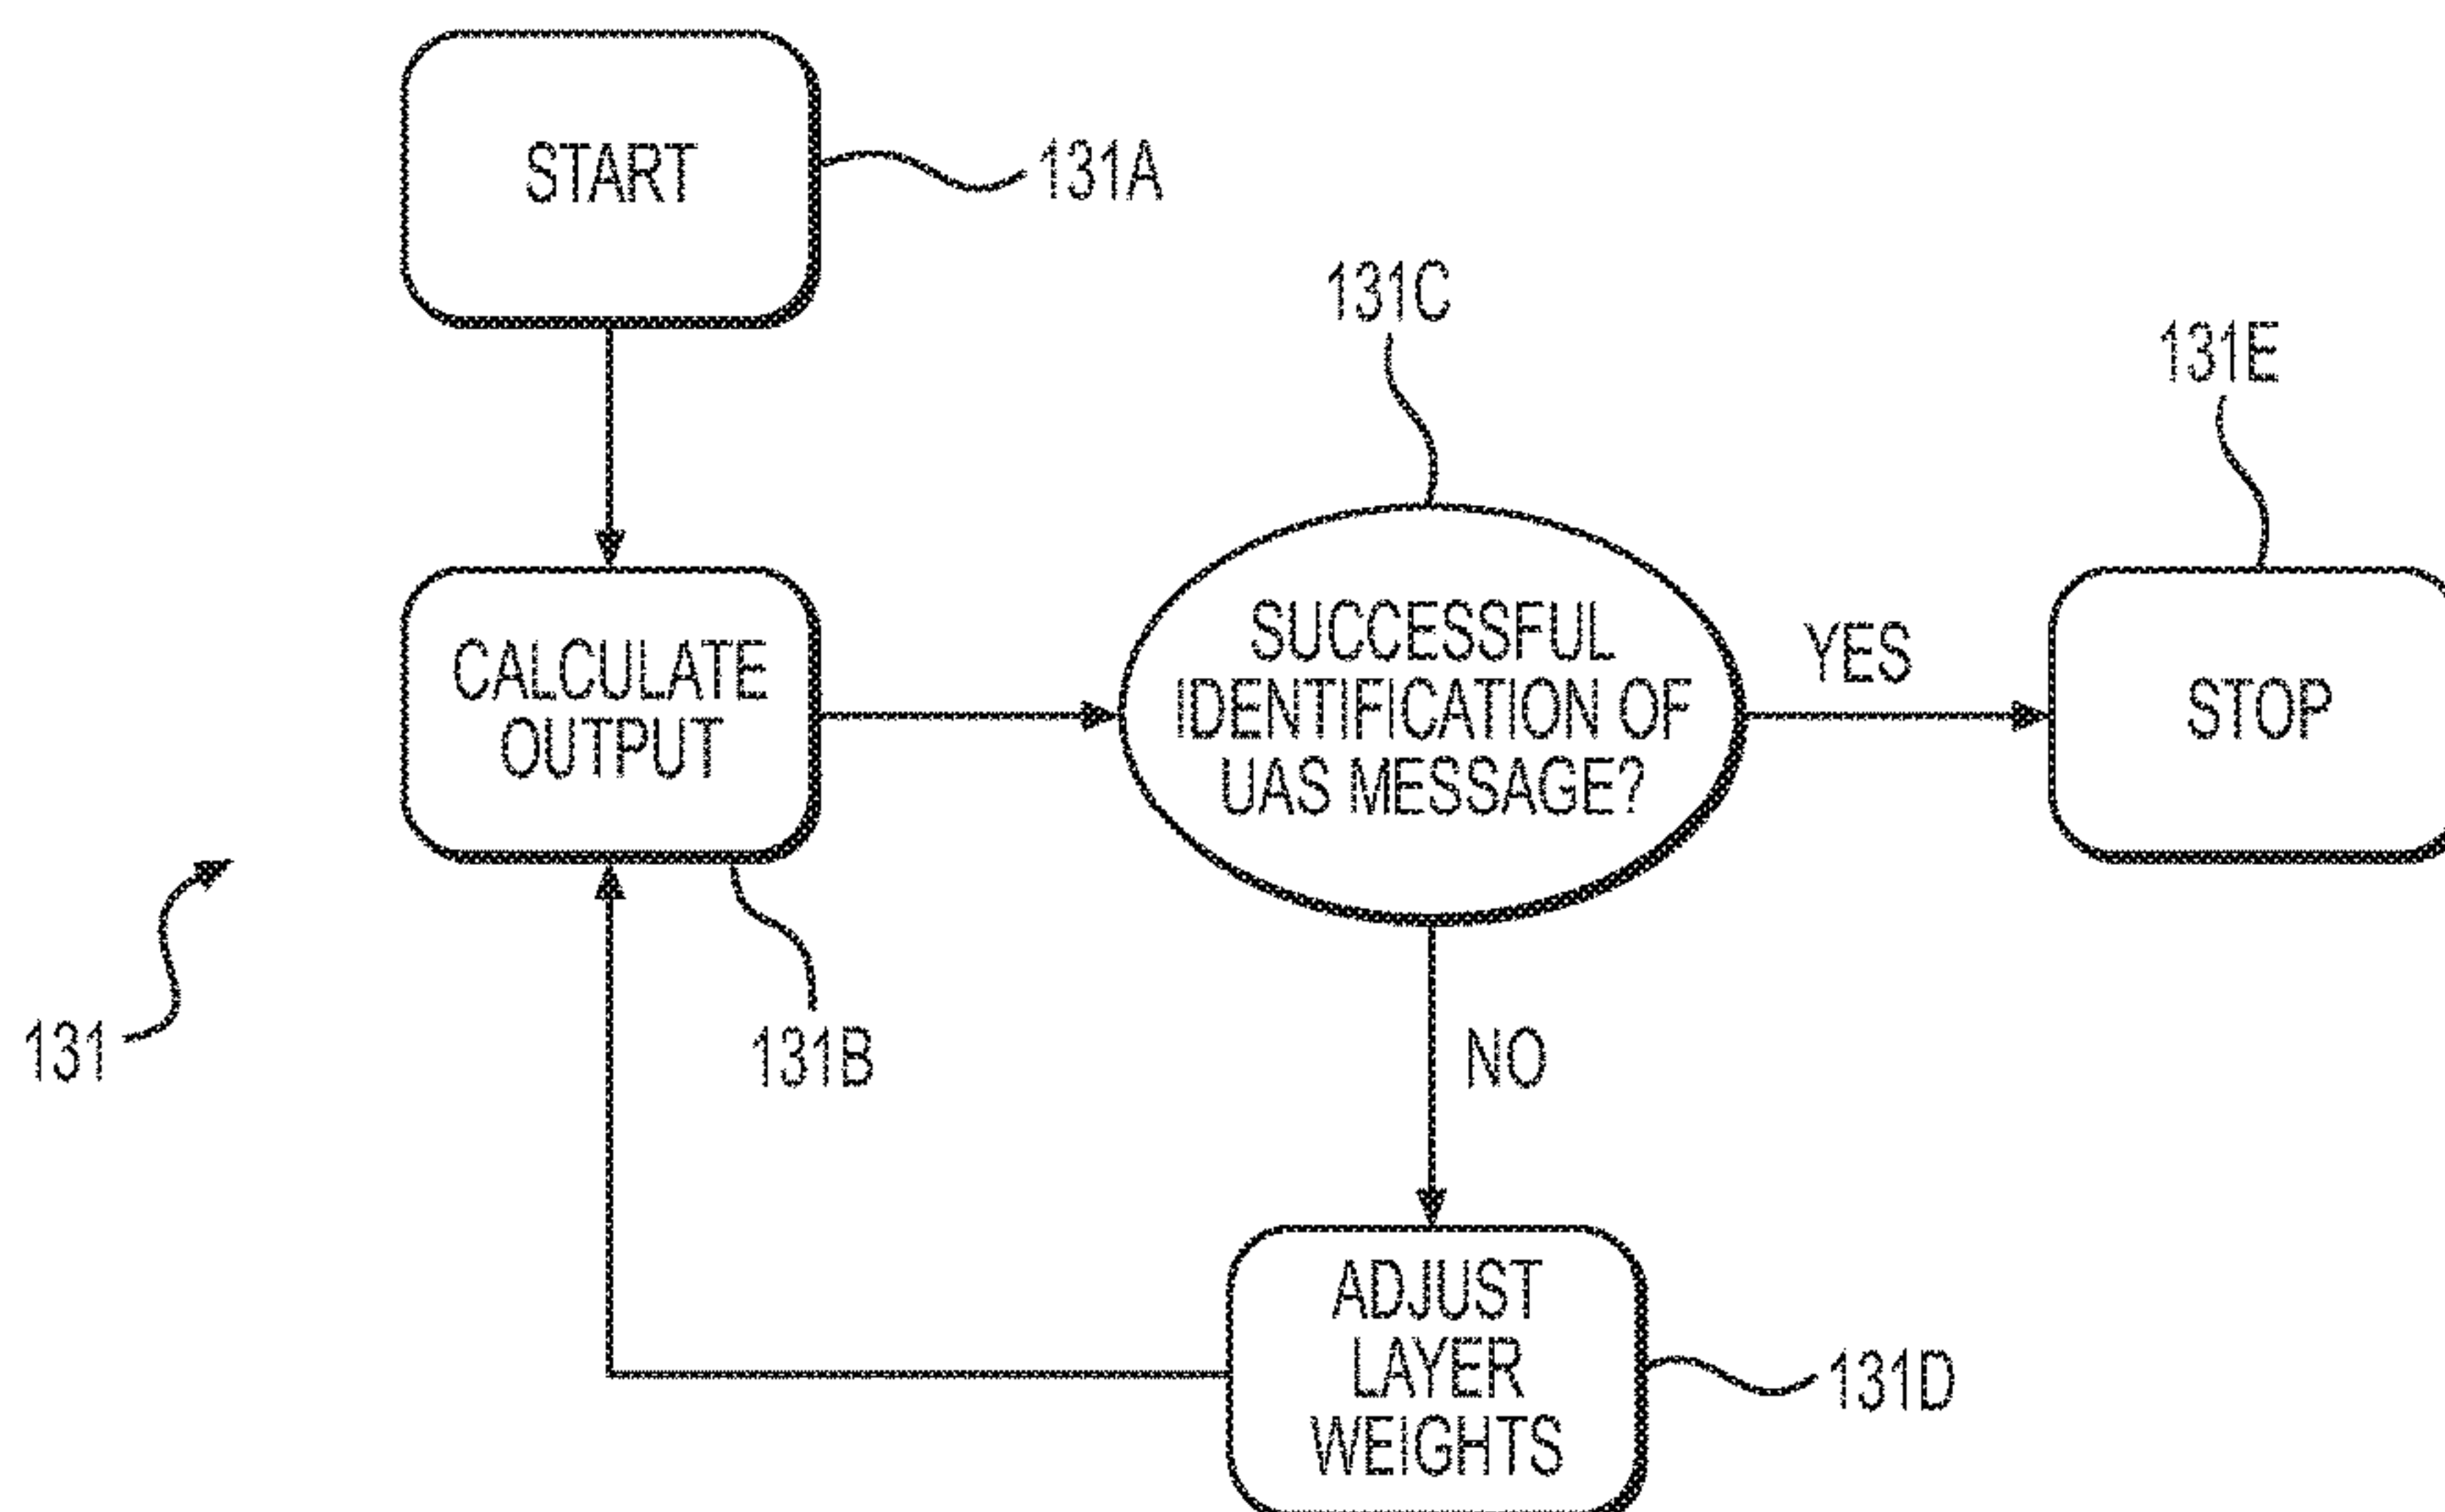 START
131A
131C
131E
CALCULATE
OUTPUT
SUCCESSFUL
IDENTIFICATION OF
UAS MESSAGE?
YES
STOP
131
131B
NO
ADJUST
LAYER
WEIGHTS
131D